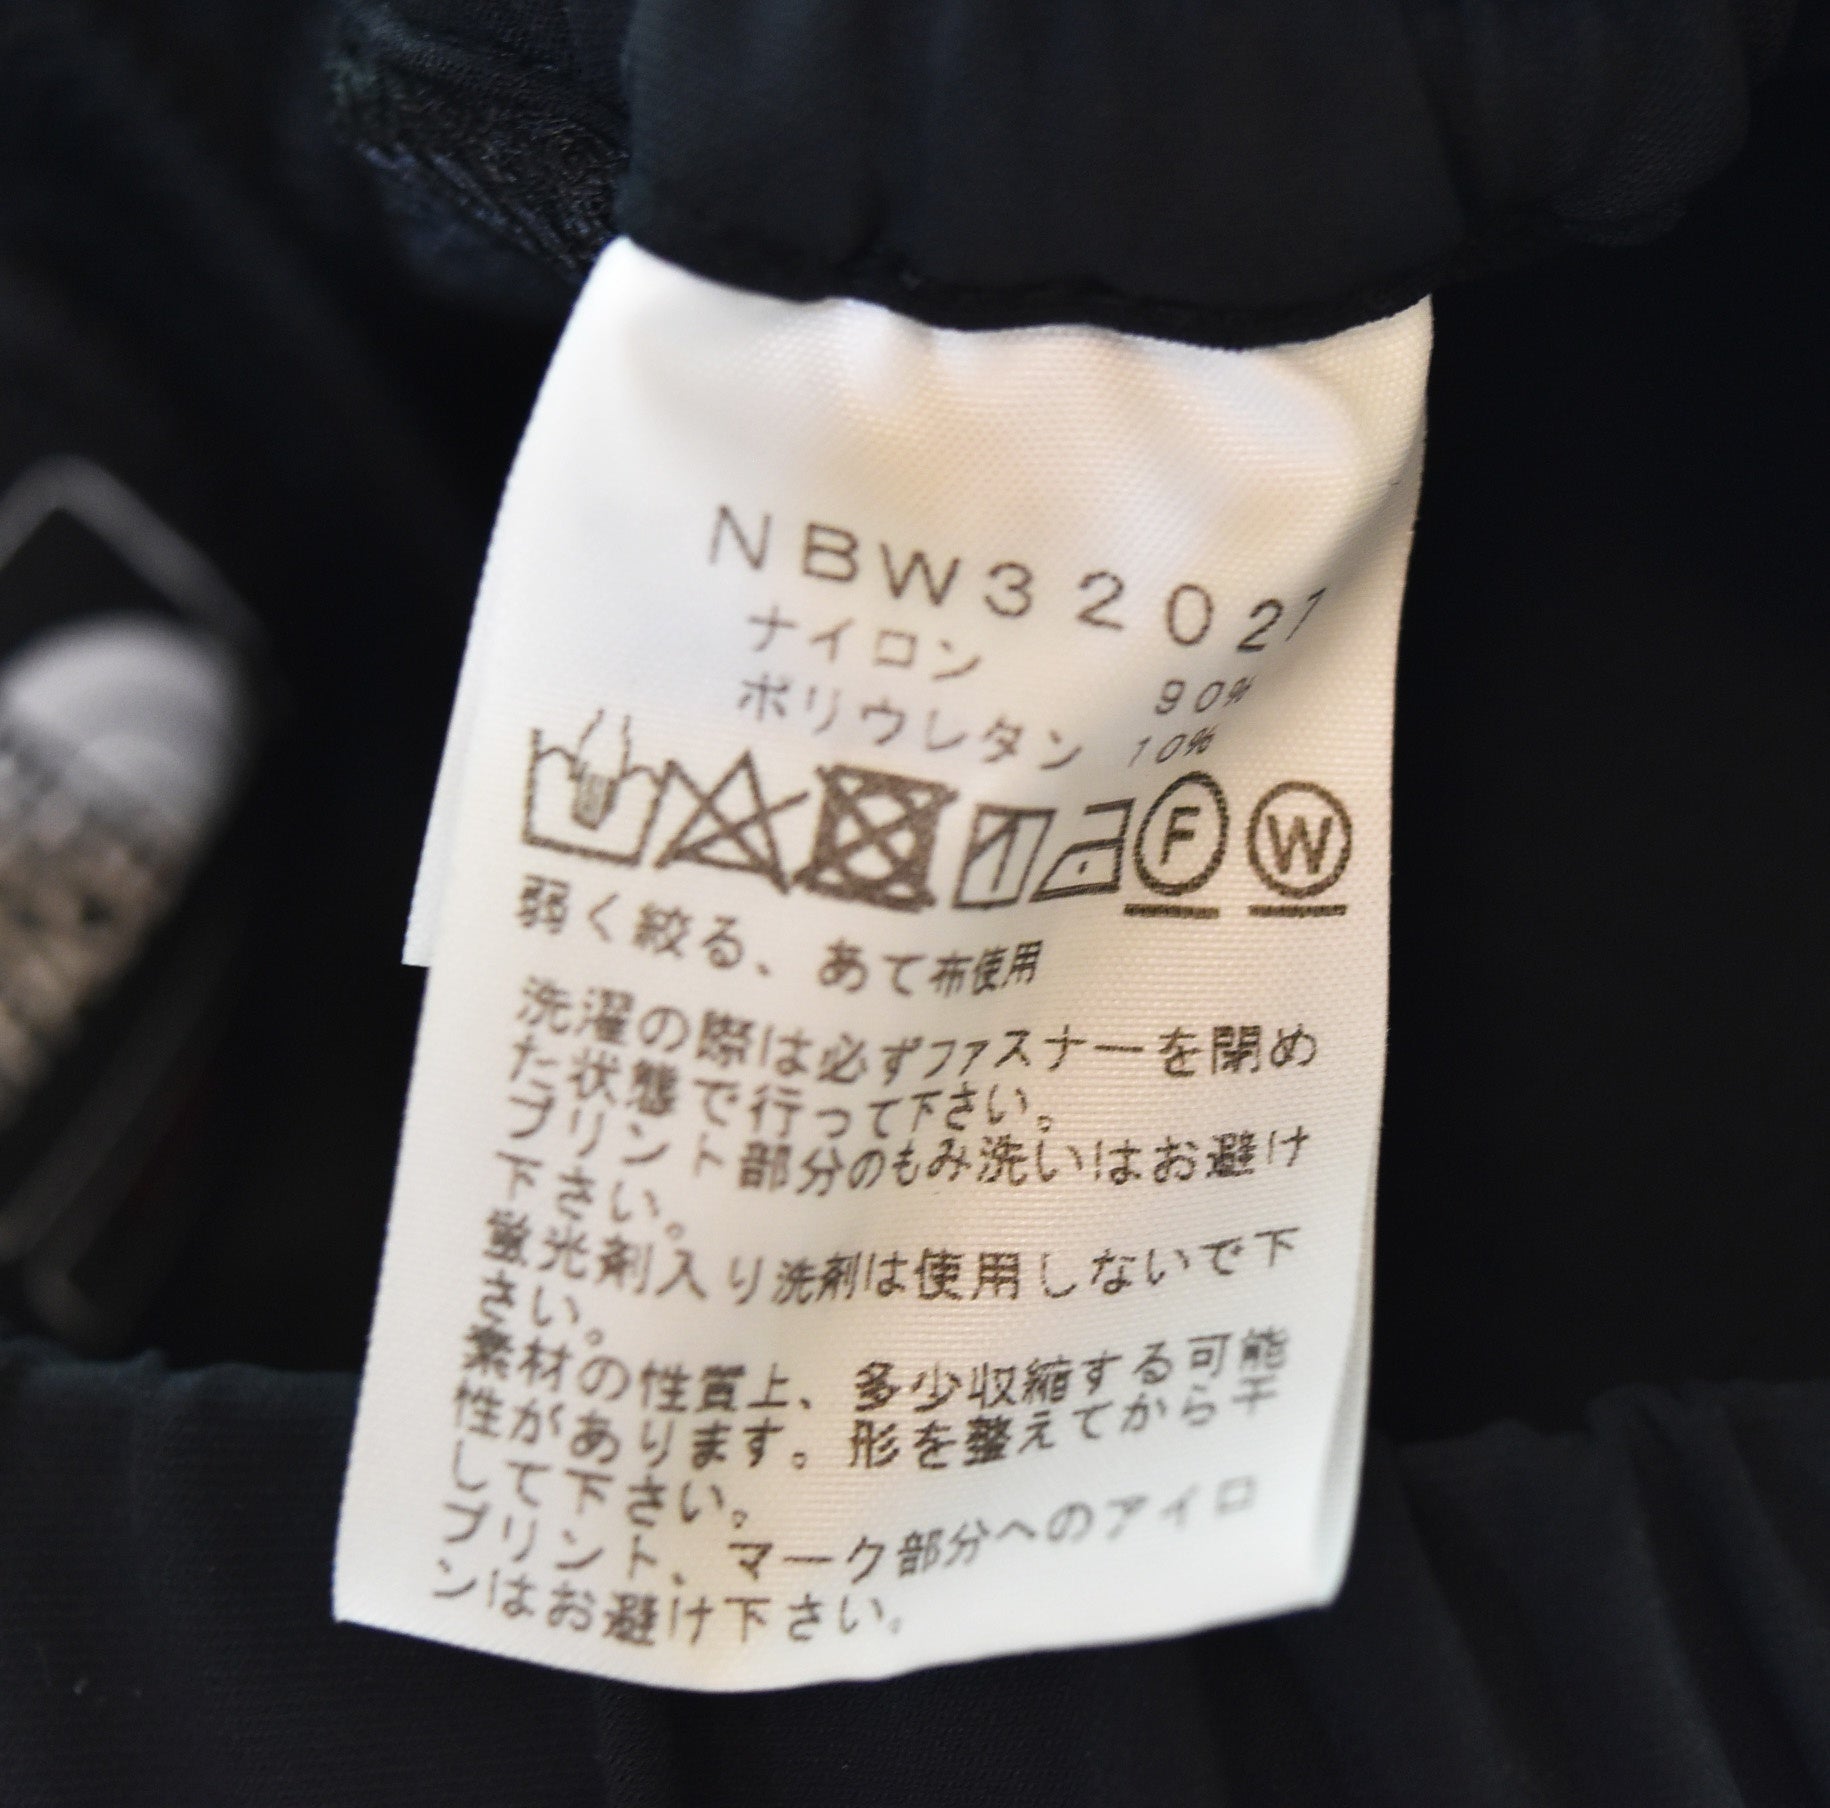 NBW32021
ナイロン 90%
ポリウレタン 10%
F W
弱く絞る、あて布使用
洗濯の際は必ずファスナーを閉め
た状態で行って下さい。
プリント部分のもみ洗いはお避け
下さい。
蛍光剤入り洗剤は使用しないで下
さい。
素材の性質上、多少収縮する可能
性があります。形を整えてから干
して下さい。
プリント、マーク部分へのアイロ
ンはお避け下さい。